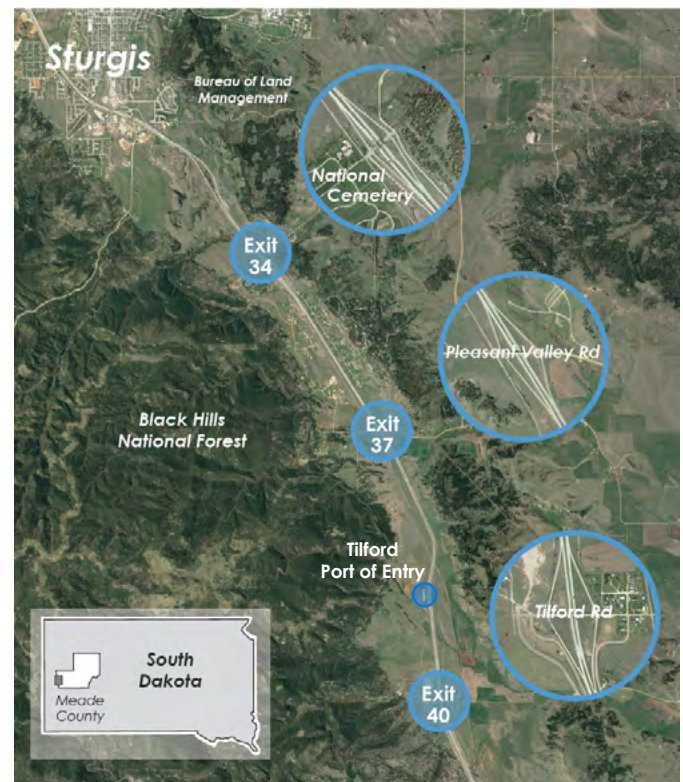 Sturgis
Bureau of Land
Management
National
Cemetery
Exit
34
Pleasant Valley Rd
Black Hills
National Forest
Exit
37
Tilford
Port of Entry
Tilford Rd
South
Dakota
Meade
County
Exit
40